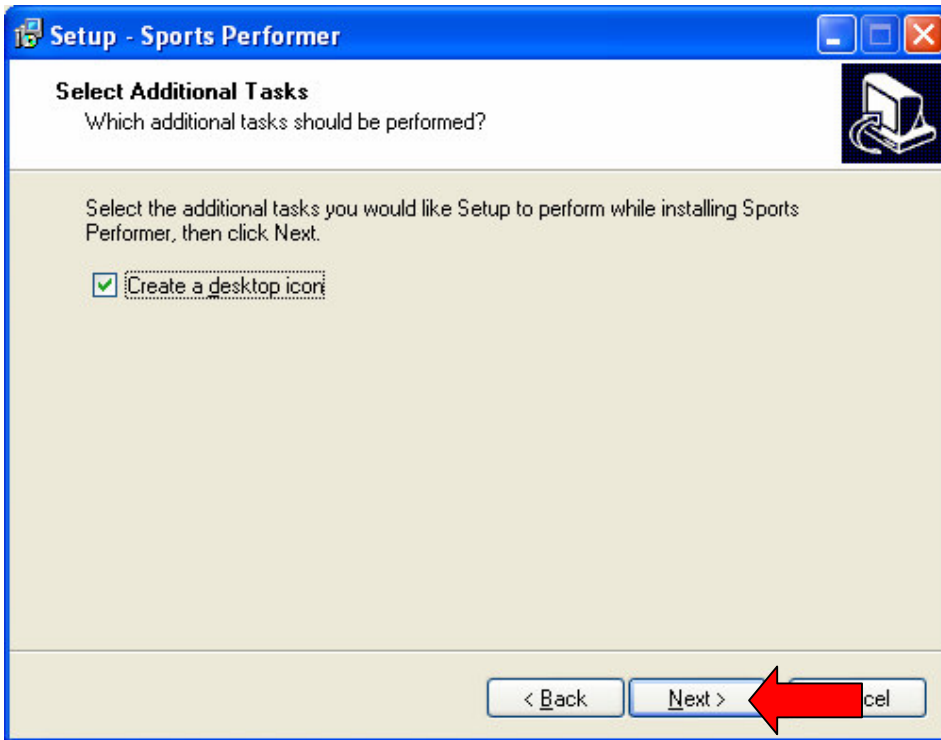 Setup - Sports Performer
Select Additional Tasks
Which additional tasks should be performed?
Select the additional tasks you would like Setup to perform while installing Sports
Performer, then click Next.
Create a desktop icon
< Back
Next >
cel